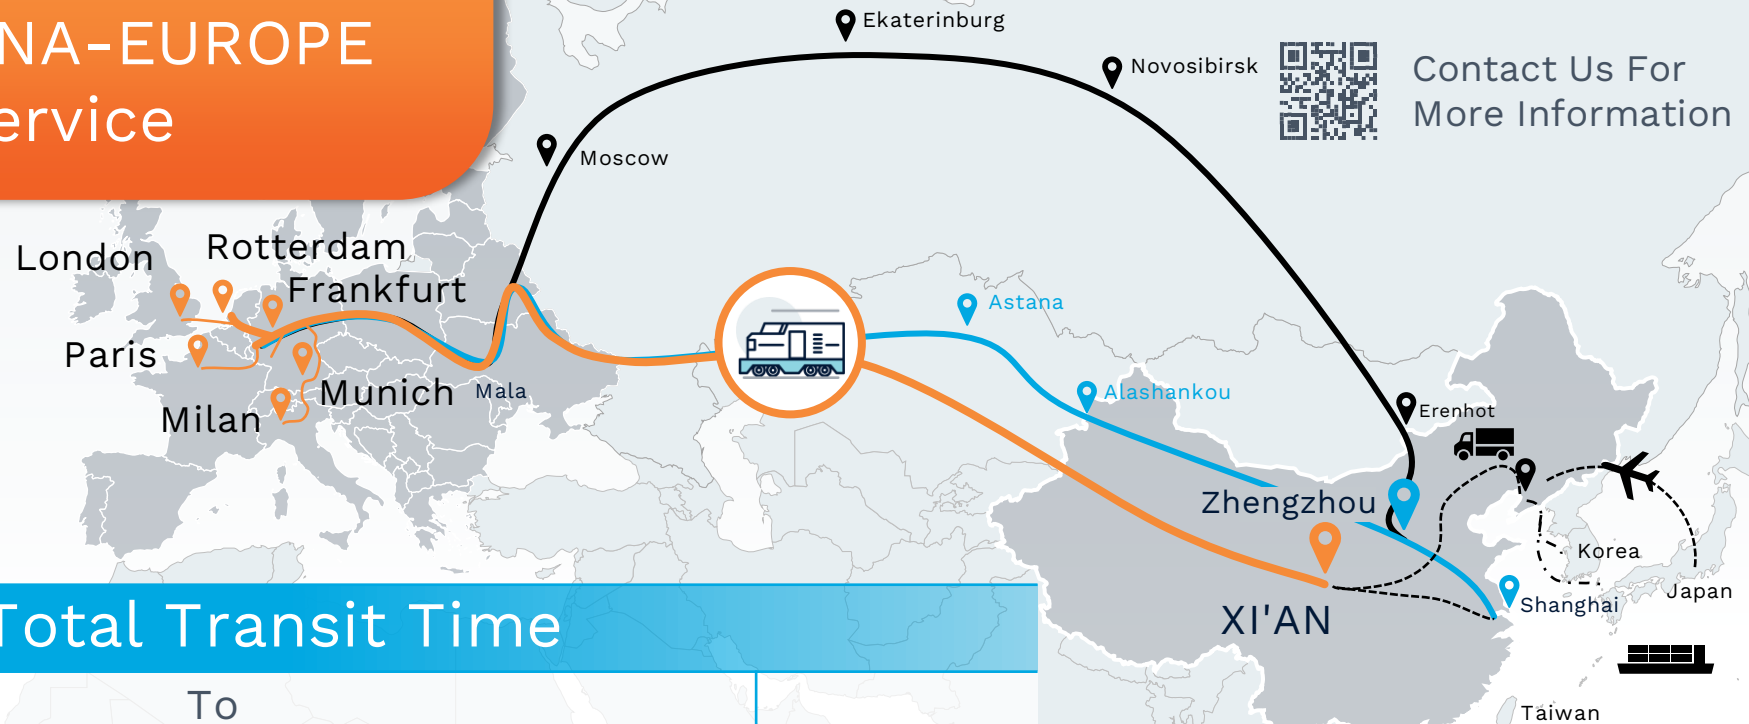 NA-EUROPE
ervice
Ekaterinburg
Novosibirsk
Contact Us For
More Information
Moscow
London
Rotterdam
Frankfurt
Paris
Munich
Mala
Milan
Astana
Alashankou
Erenhot
Zhengzhou
XI'AN
Korea
Japan
Shanghai
Taiwan
Total Transit Time
To